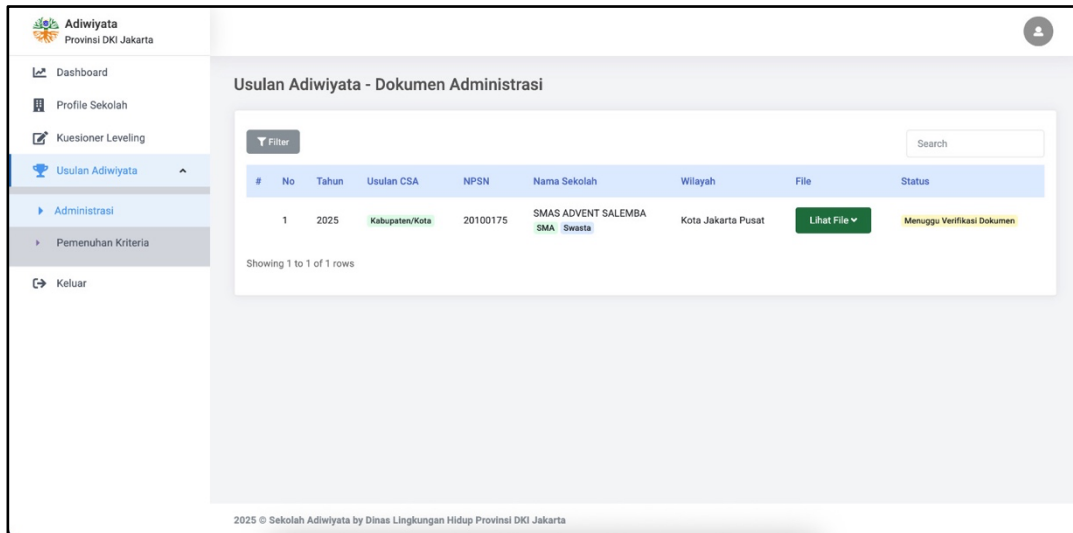 Adiwiyata
Provinsi DKI Jakarta
Dashboard
Profile Sekolah
Kuesioner Leveling
Usulan Adiwiyata
Administrasi
Pemenuhan Kriteria
Keluar
Usulan Adiwiyata - Dokumen Administrasi
Filter
Search
# No Tahun Usulan CSA NPSN Nama Sekolah Wilayah File Status
1 2025 Kabupaten/Kota 20100175 SMAS ADVENT SALEMBA Kota Jakarta Pusat Lihat File Menuggu Verifikasi Dokumen
SMA Swasta
Showing 1 to 1 of 1 rows
2025 © Sekolah Adiwiyata by Dinas Lingkungan Hidup Provinsi DKI Jakarta